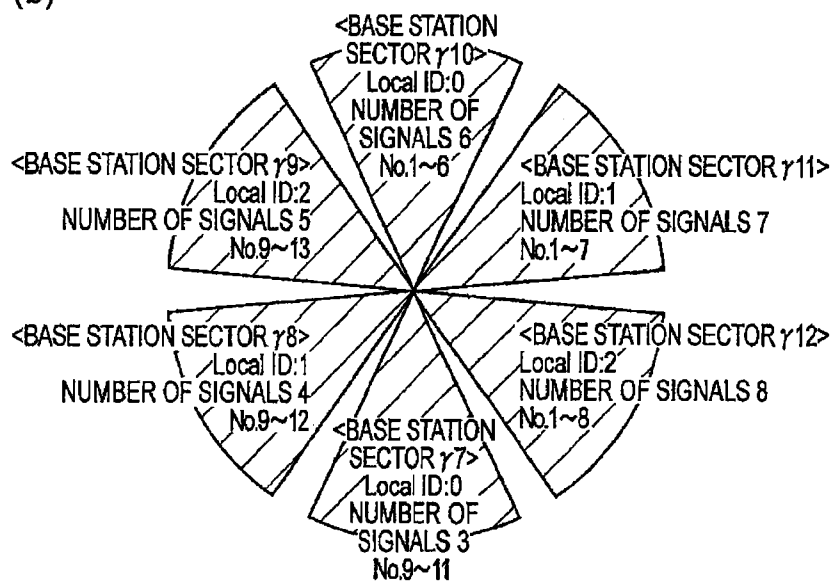 (b)
<BASE STATION
SECTOR γ10>
Local ID:0
NUMBER OF
SIGNALS 6
No.1~6
<BASE STATION SECTOR γ9>
Local ID:2
NUMBER OF SIGNALS 5
No.9~13
<BASE STATION SECTOR γ11>
Local ID:1
NUMBER OF SIGNALS 7
No.1~7
<BASE STATION SECTOR γ8>
Local ID:1
NUMBER OF SIGNALS 4
No.9~12
<BASE STATION SECTOR γ12>
Local ID:2
NUMBER OF SIGNALS 8
No.1~8
<BASE STATION
SECTOR γ7>
Local ID:0
NUMBER OF
SIGNALS 3
No.9~11